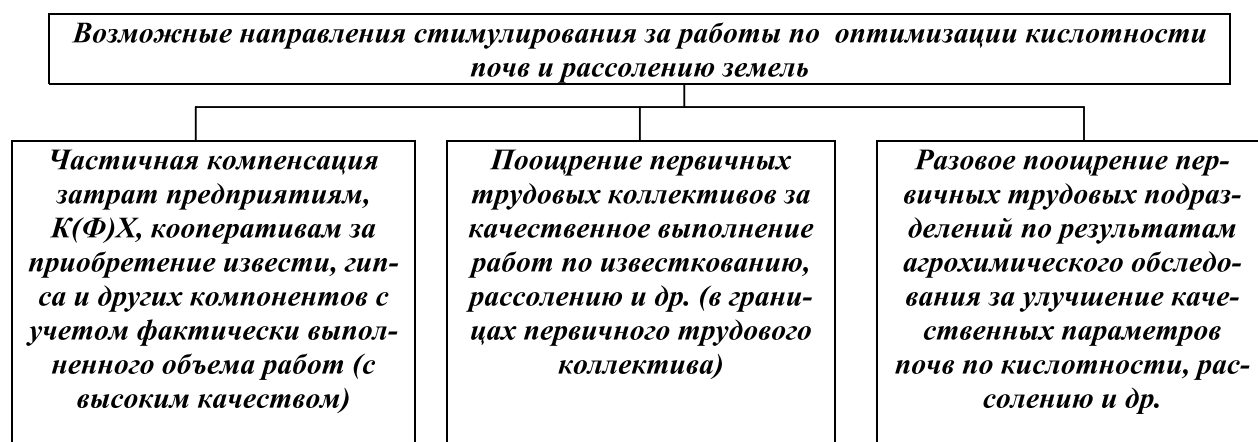 Возможные направления стимулирования за работы по оптимизации кислотности
почв и рассолению земель
Частичная компенсация
затрат предприятиям,
К(Ф)Х, кооперативам за
приобретение извести, гип-
са и других компонентов с
учетом фактически выпол-
ненного объема работ (с
высоким качеством)
Поощрение первичных
трудовых коллективов за
качественное выполнение
работ по известкованию,
рассолению и др. (в грани-
цах первичного трудового
коллектива)
Разовое поощрение пер-
вичных трудовых подраз-
делений по результатам
агрохимического обследо-
вания за улучшение каче-
ственных параметров
почв по кислотности, рас-
солению и др.